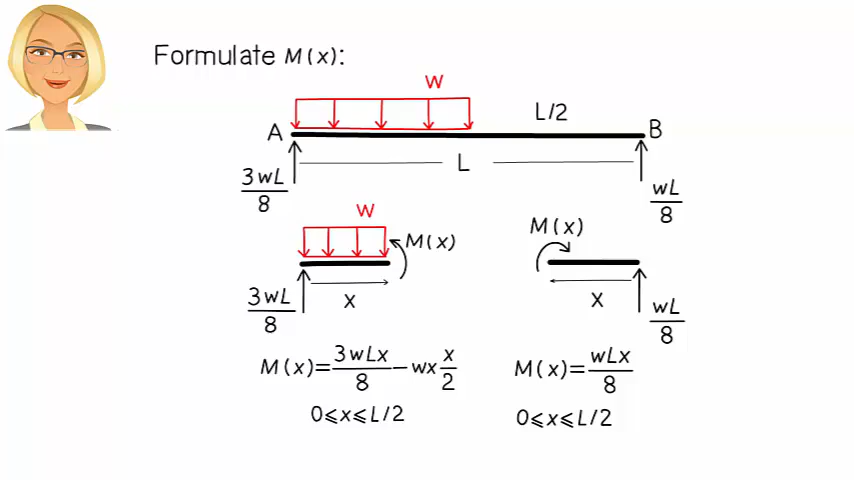 Formulate M(x):
w
L/2
A
B
L
3wL/8
wL/8
w
M(x)
M(x)
x
x
3wL/8
wL/8
M(x)=3wLx/8-wx x/2
M(x)=wLx/8
0⩽x⩽L/2
0⩽x⩽L/2